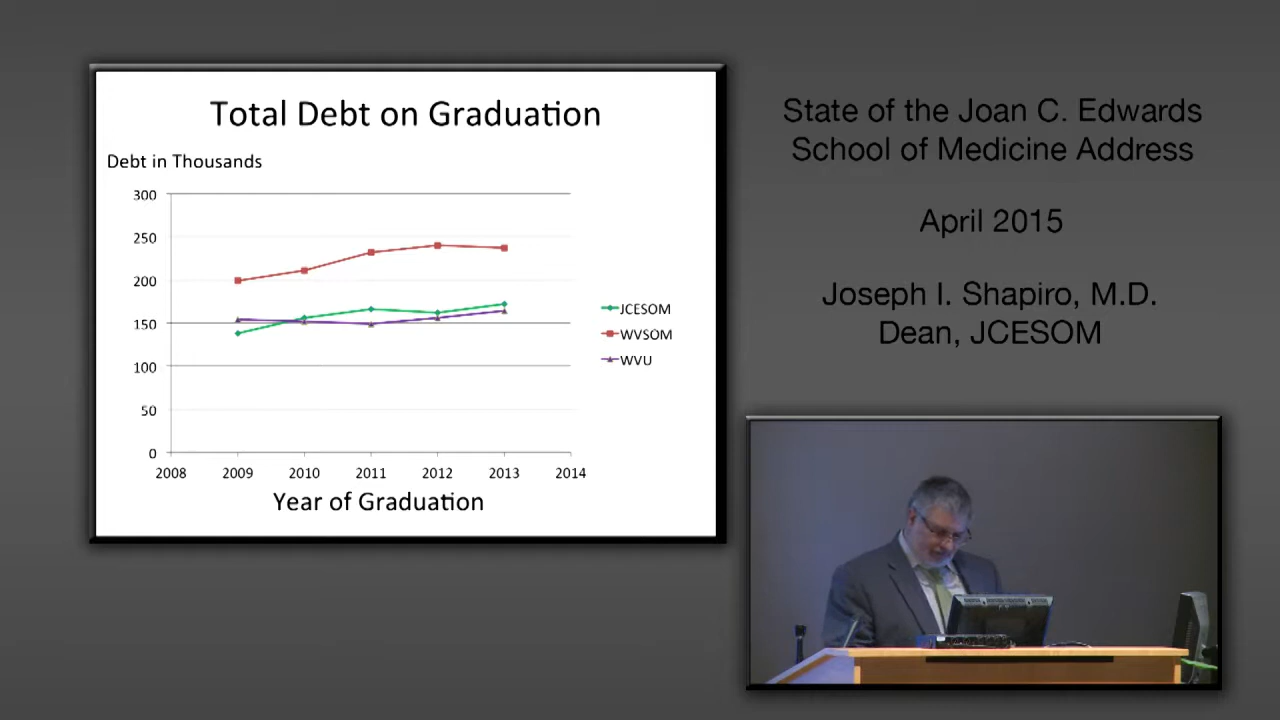 Total Debt on Graduation
Debt in Thousands
300
250
200
150
100
50
0
2008 2009 2010 2011 2012 2013 2014
Year of Graduation
JCESOM
WVSOM
WVU
State of the Joan C. Edwards
School of Medicine Address
April 2015
Joseph I. Shapiro, M.D.
Dean, JCESOM